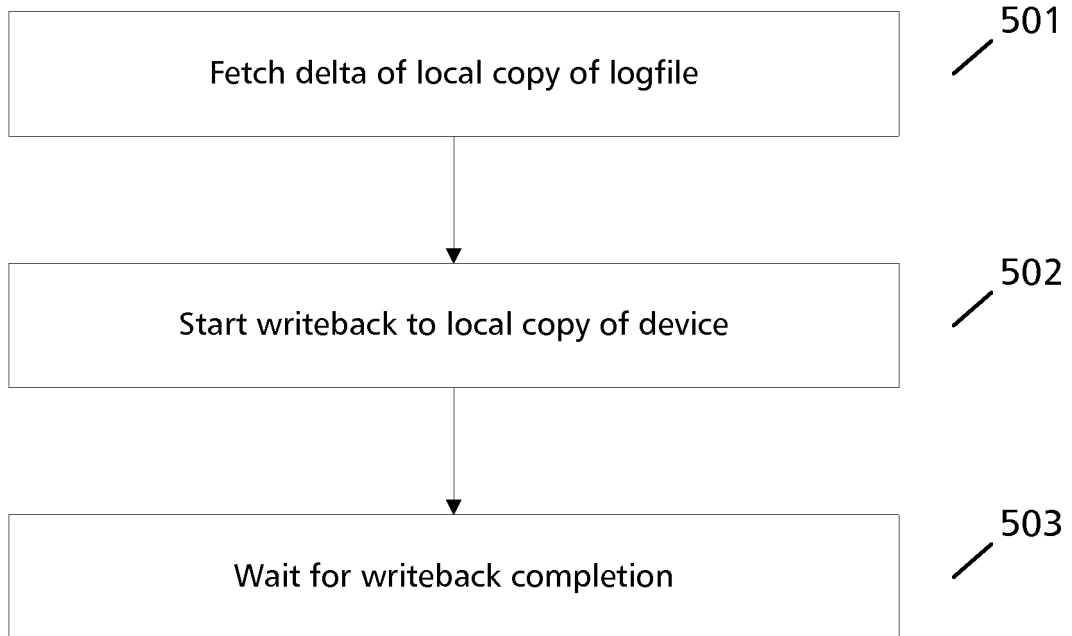 501
Fetch delta of local copy of logfile
502
Start writeback to local copy of device
503
Wait for writeback completion